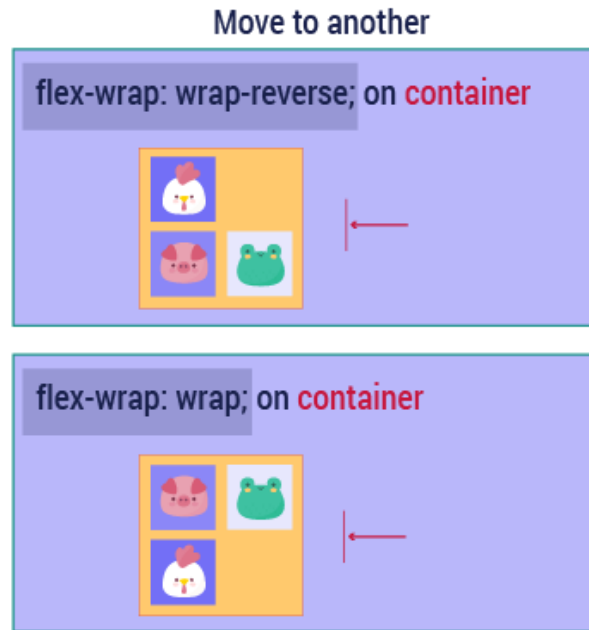 Move to another
flex-wrap: wrap-reverse; on container
flex-wrap: wrap; on container